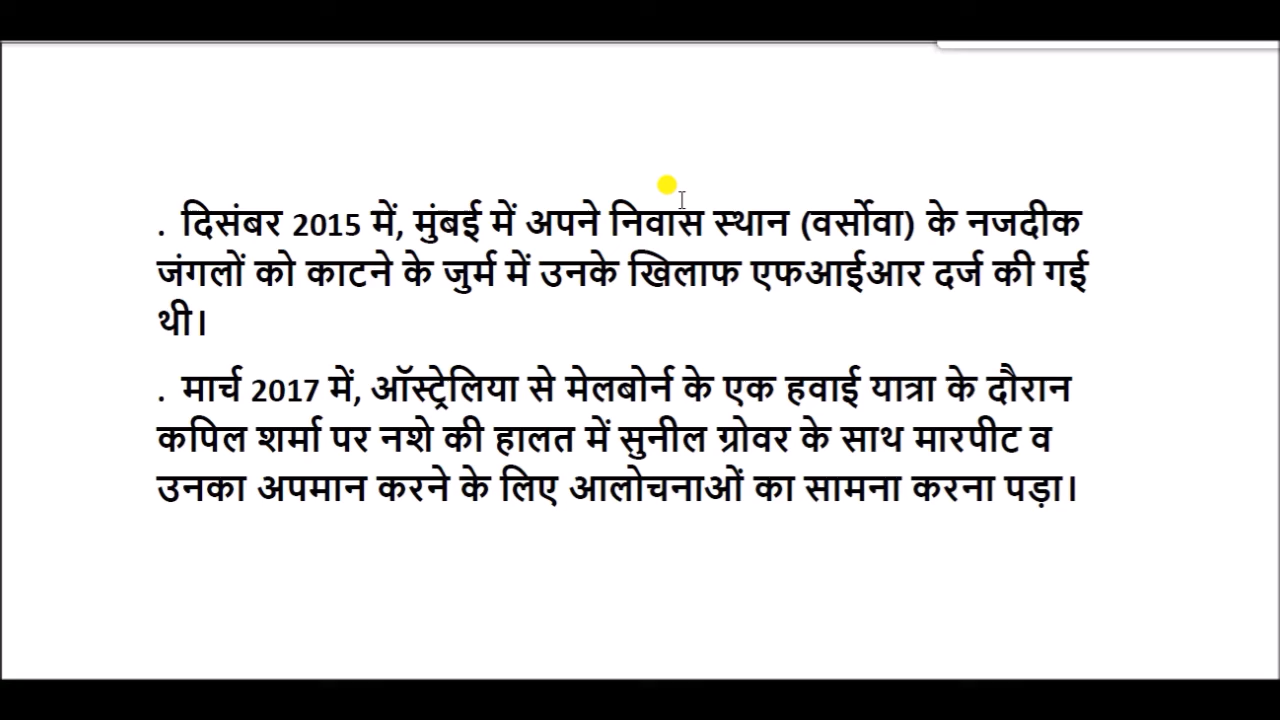 . दिसंबर 2015 में, मुंबई में अपने निवास स्थान (वर्सोवा) के नजदीक
जंगलों को काटने के जुर्म में उनके खिलाफ एफआईआर दर्ज की गई
थी।
. मार्च 2017 में, ऑस्ट्रेलिया से मेलबोर्न के एक हवाई यात्रा के दौरान
कपिल शर्मा पर नशे की हालत में सुनील ग्रोवर के साथ मारपीट व
उनका अपमान करने के लिए आलोचनाओं का सामना करना पड़ा।